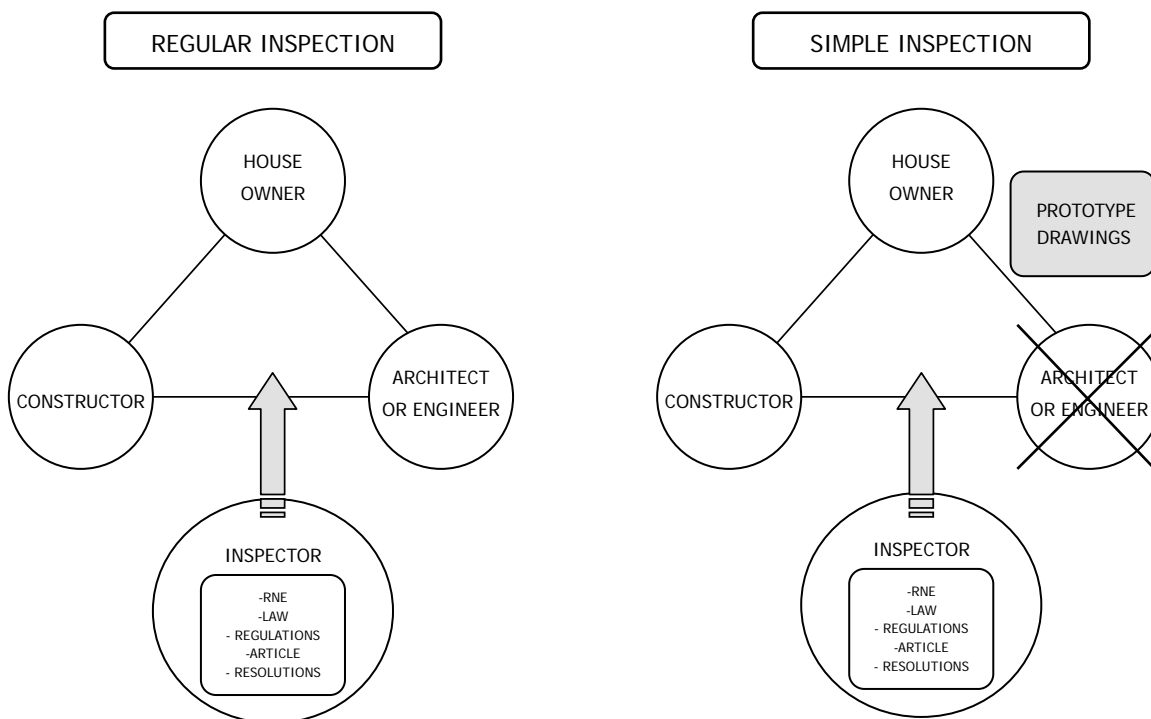 REGULAR INSPECTION
HOUSE
OWNER
CONSTRUCTOR
ARCHITECT
OR ENGINEER
INSPECTOR
-RNE
-LAW
- REGULATIONS
-ARTICLE
- RESOLUTIONS
SIMPLE INSPECTION
HOUSE
OWNER
PROTOTYPE
DRAWINGS
CONSTRUCTOR
ARCHITECT
OR ENGINEER
INSPECTOR
-RNE
-LAW
- REGULATIONS
-ARTICLE
- RESOLUTIONS